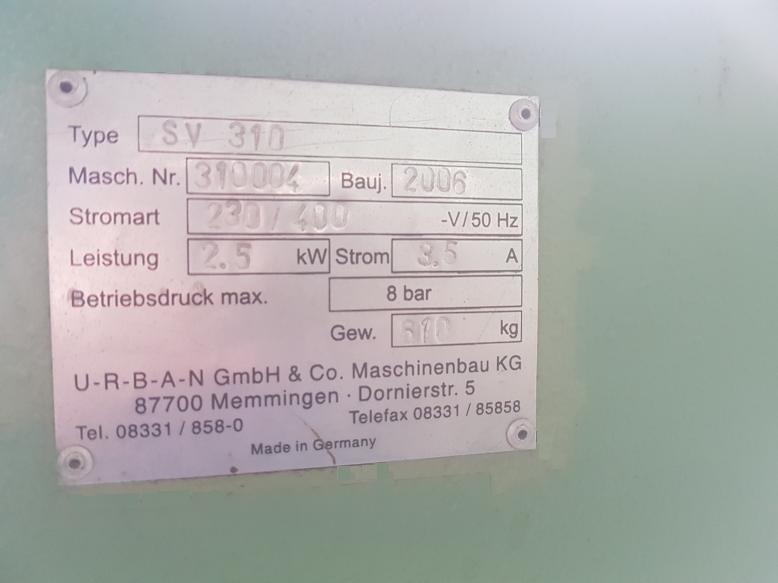 Type SV 310
Masch. Nr. 310004 Bauj. 2006
Stromart 230/400 -V/50 Hz
Leistung 2.5 kW Strom 3.5 A
Betriebsdruck max. 8 bar
Gew. kg
U-R-B-A-N GmbH & Co. Maschinenbau KG
87700 Memmingen · Dornierstr. 5
Tel. 08331 / 858-0 Telefax 08331 / 85858
Made in Germany